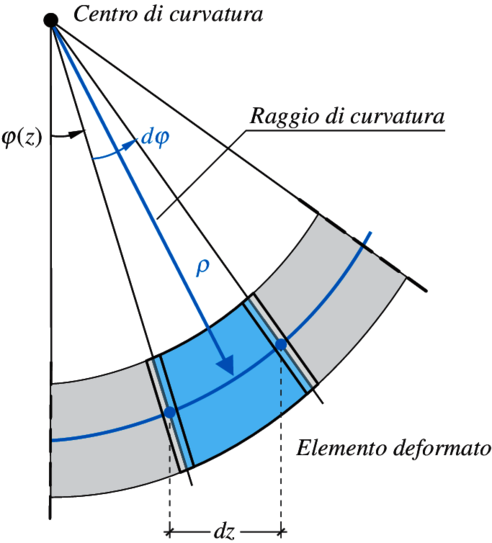 Centro di curvatura
Raggio di curvatura
φ(z)
dφ
ρ
Elemento deformato
dz